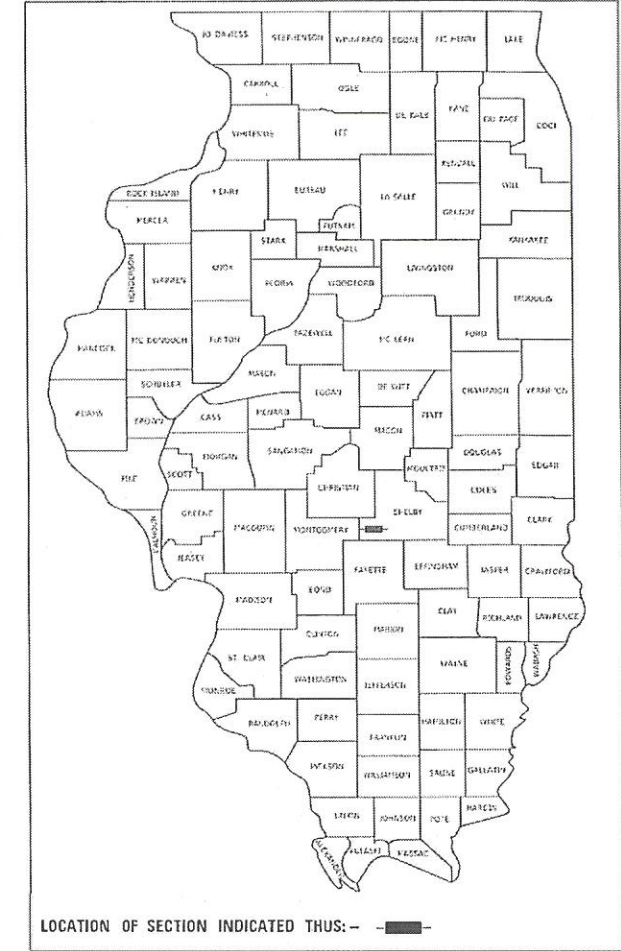 JO DAVIESS STEPHENSON WINNEBAGO BOONE MC HENRY LAKE
CARROLL OGLE
DE KALB KANE DU PAGE COOK
WHITESIDE LEE
KENDALL
ROCK ISLAND HENRY BUREAU LA SALLE WILL
MERCER PUTNAM GRUNDY
STARK MARSHALL KANKAKEE
HENDERSON WARREN KNOX PEORIA WOODFORD LIVINGSTON
IROQUOIS
HANCOCK MC DONOUGH FULTON TAZEWELL MC LEAN FORD
MASON
SCHUYLER LOGAN DE WITT CHAMPAIGN VERMILION
ADAMS BROWN CASS MENARD PIATT
MACON
MORGAN SANGAMON DOUGLAS
PIKE SCOTT MOULTRIE EDGAR
CHRISTIAN COLES
GREENE SHELBY
CALHOUN MACOUPIN MONTGOMERY CUMBERLAND CLARK
JERSEY
FAYETTE EFFINGHAM JASPER CRAWFORD
MADISON BOND
CLAY RICHLAND LAWRENCE
CLINTON MARION
ST. CLAIR WAYNE EDWARDS WABASH
WASHINGTON JEFFERSON
MONROE
RANDOLPH PERRY HAMILTON WHITE
FRANKLIN
JACKSON WILLIAMSON SALINE GALLATIN
HARDIN
UNION JOHNSON POPE
ALEXANDER PULASKI MASSAC
LOCATION OF SECTION INDICATED THUS:-